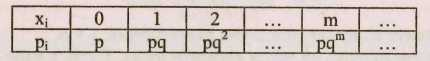 xᵢ 0 1 2 ... m ...
pᵢ p pq pq² ... pqᵐ ...